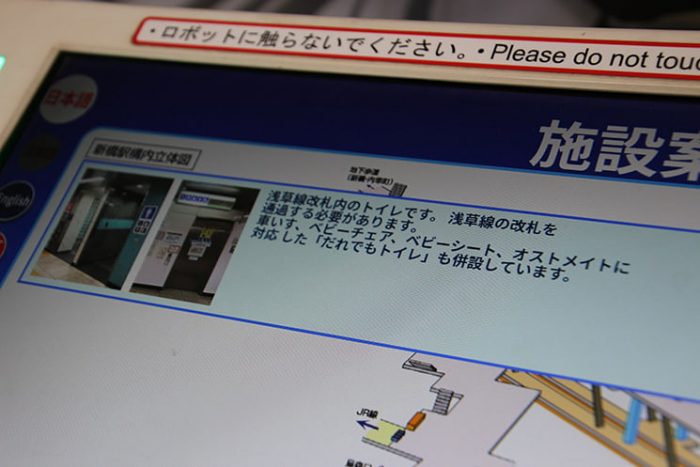 ・ロボットに触らないでください。・Please do not touc
日本語
施設案
新橋駅構内立体図
地下歩道
(新橋・内幸町)
English
浅草線改札内のトイレです。浅草線の改札を
通過する必要があります。
車いす、ベビーチェア、ベビーシート、オストメイトに
対応した「だれでもトイレ」も併設しています。
JR線